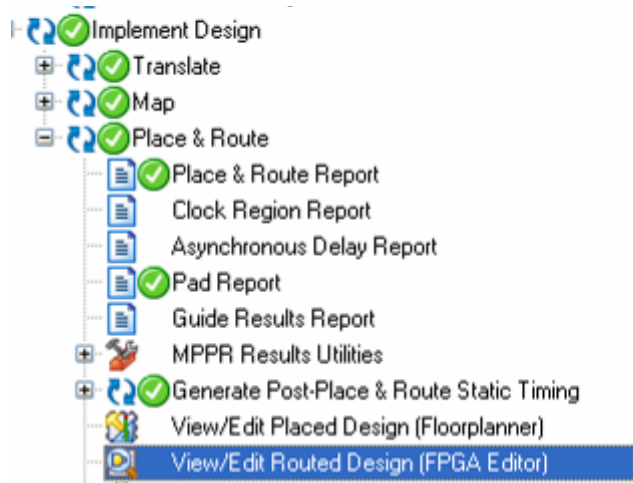 Implement Design
Translate
Map
Place & Route
Place & Route Report
Clock Region Report
Asynchronous Delay Report
Pad Report
Guide Results Report
MPPR Results Utilities
Generate Post-Place & Route Static Timing
View/Edit Placed Design (Floorplanner)
View/Edit Routed Design (FPGA Editor)